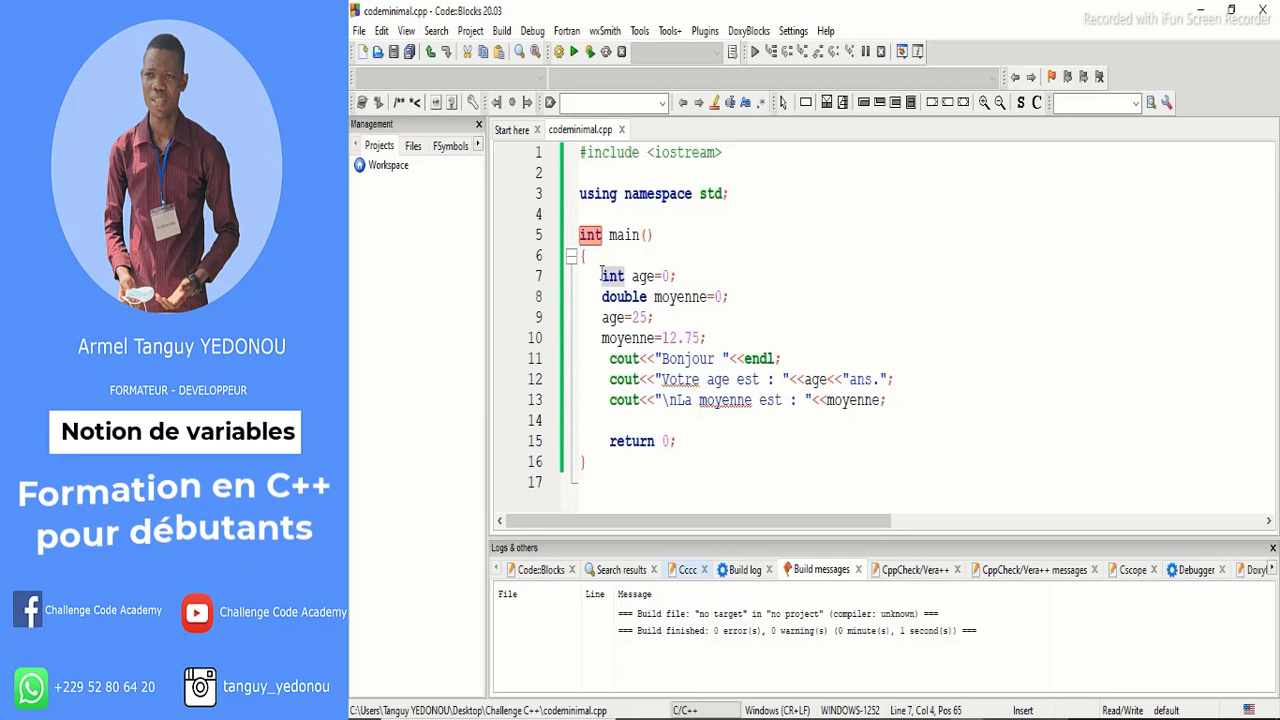 Armel Tanguy YEDONOU
FORMATEUR - DEVELOPPEUR
Notion de variables
Formation en C++
pour débutants
Challenge Code Academy
Challenge Code Academy
+229 52 80 64 20
tanguy_yedonou
codeminimal.cpp - Code::Blocks 20.03
Recorded with iFun Screen Recorder
File Edit View Search Project Build Debug Fortran wxSmith Tools Tools+ Plugins DoxyBlocks Settings Help
Management
Projects Files FSymbols
Workspace
Start here codeminimal.cpp
1 #include <iostream>
2
3 using namespace std;
4
5 int main()
6 {
7 int age=0;
8 double moyenne=0;
9 age=25;
10 moyenne=12.75;
11 cout<<"Bonjour "<<endl;
12 cout<<"Votre age est : "<<age<<"ans.";
13 cout<<"\nLa moyenne est : "<<moyenne;
14
15 return 0;
16 }
17
Logs & others
Code::Blocks Search results Cccc Build log Build messages CppCheck/Vera++ CppCheck/Vera++ messages Cscope Debugger
File Line Message
=== Build file: "no target" in "no project" (compiler: unknown) ===
=== Build finished: 0 error(s), 0 warning(s) (0 minute(s), 1 second(s)) ===
C:\Users\Tanguy YEDONOU\Desktop\Challenge C++\codeminimal.cpp C/C++ Windows (CR+LF) WINDOWS-1252 Line 7, Col 4, Pos 65 Insert Read/Write default